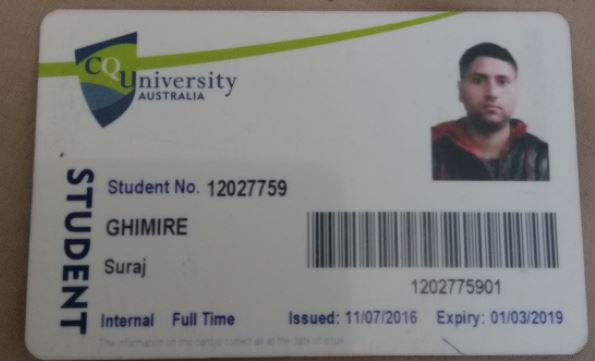 CQUniversity
AUSTRALIA
STUDENT
Student No. 12027759
GHIMIRE
Suraj
1202775901
Internal Full Time Issued: 11/07/2016 Expiry: 01/03/2019
The information on this card is correct as at the date of issue